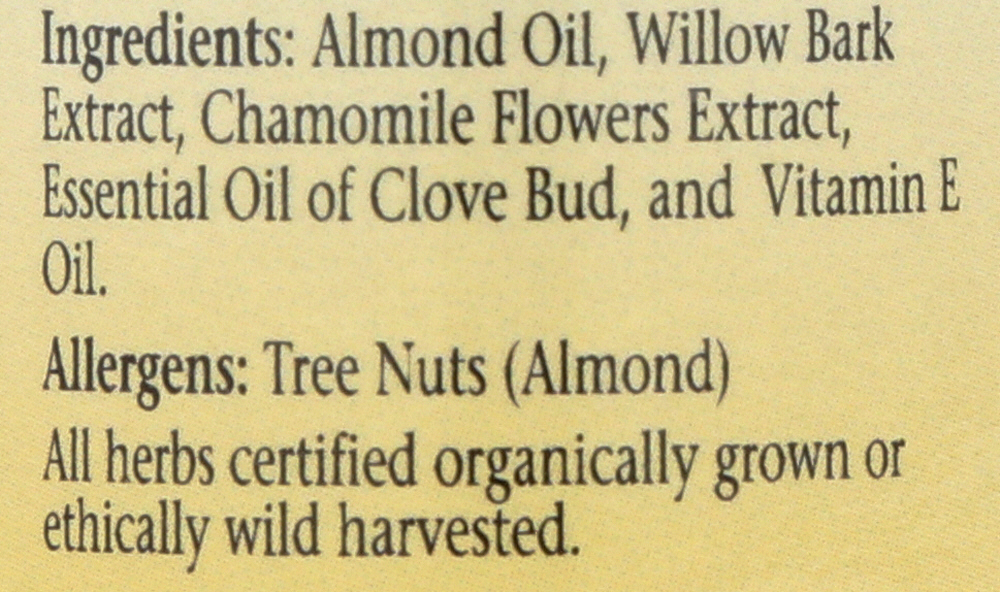 Ingredients: Almond Oil, Willow Bark
Extract, Chamomile Flowers Extract,
Essential Oil of Clove Bud, and Vitamin E
Oil.
Allergens: Tree Nuts (Almond)
All herbs certified organically grown or
ethically wild harvested.